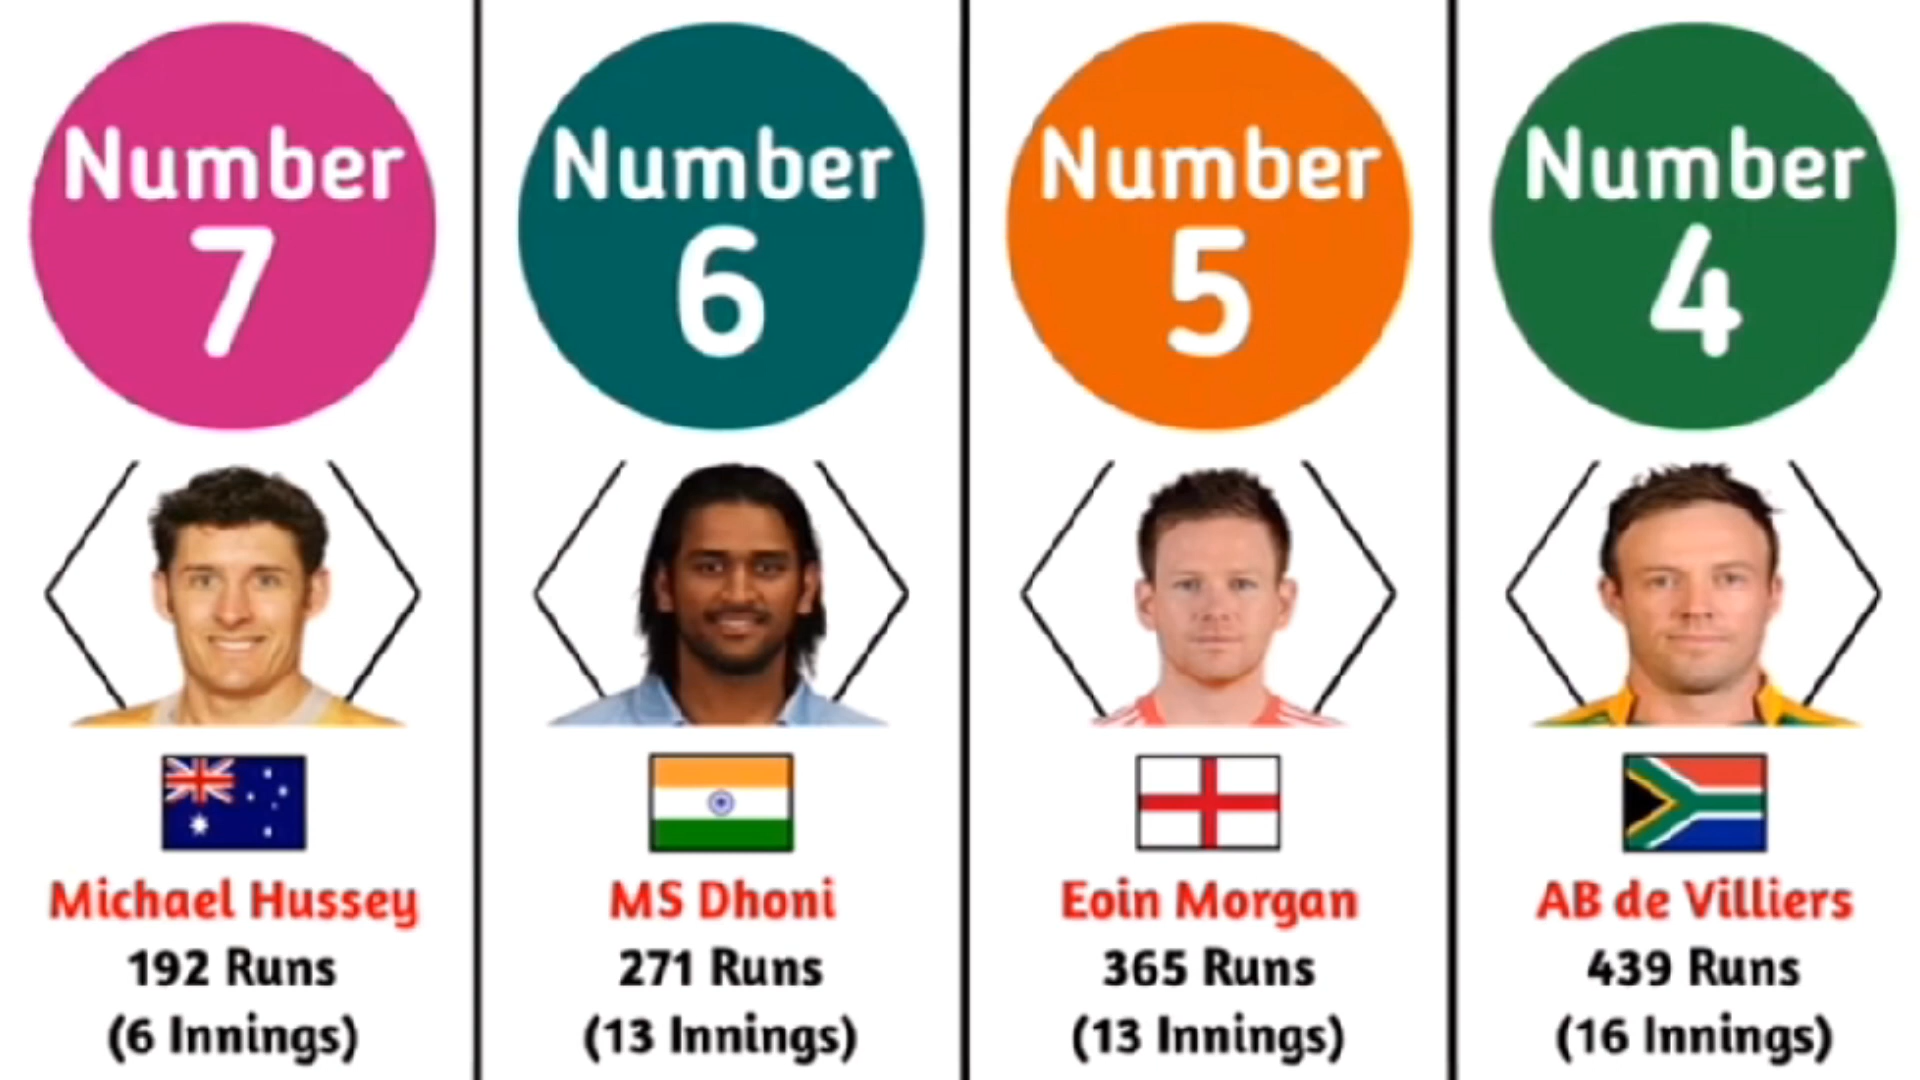 Number
7
Michael Hussey
192 Runs
(6 Innings)
Number
6
MS Dhoni
271 Runs
(13 Innings)
Number
5
Eoin Morgan
365 Runs
(13 Innings)
Number
4
AB de Villiers
439 Runs
(16 Innings)